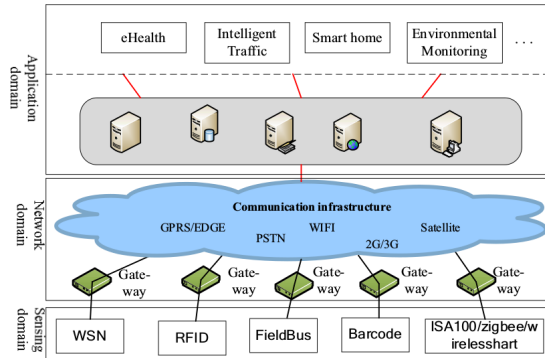 Application
domain
eHealth
Intelligent
Traffic
Smart home
Environmental
Monitoring
. . .
Network
domain
Communication infrastructure
GPRS/EDGE
PSTN
WIFI
2G/3G
Satellite
Gate-
way
Gate-
way
Gate-
way
Gate-
way
Gate-
way
Sensing
domain
WSN
RFID
FieldBus
Barcode
ISA100/zigbee/w
irelesshart